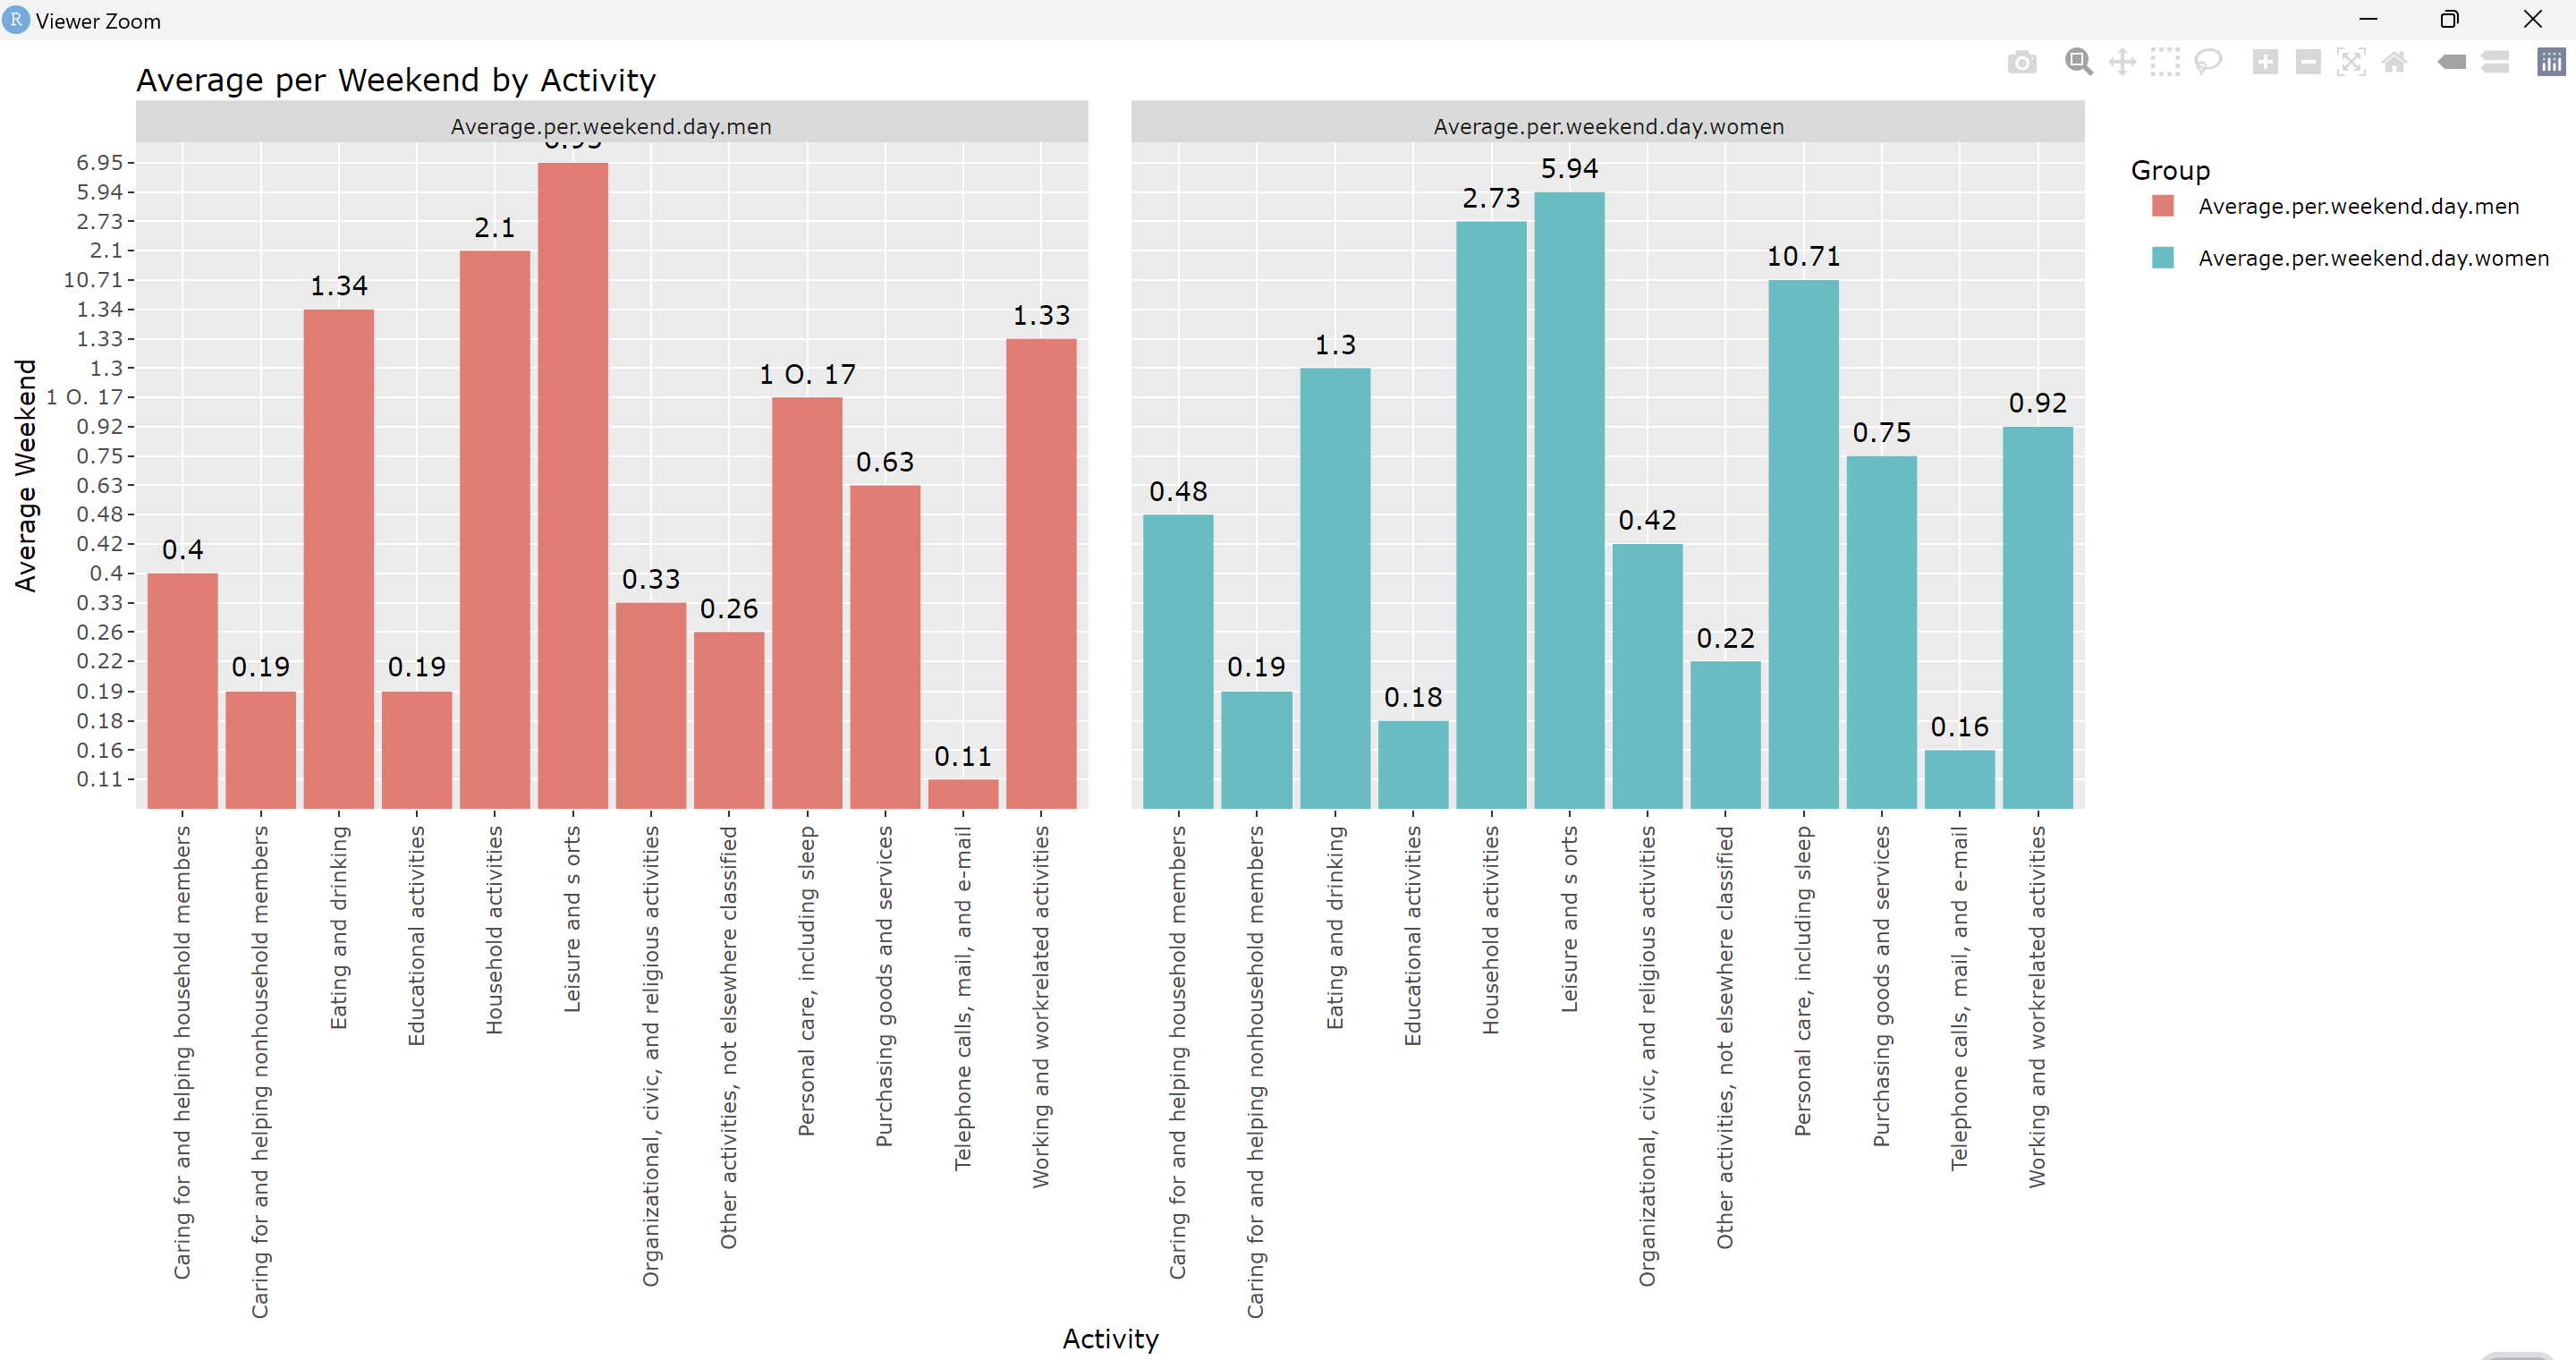 R Viewer Zoom
Average per Weekend by Activity
Average.per.weekend.day.men
Average.per.weekend.day.women
Group
Average.per.weekend.day.men
Average.per.weekend.day.women
Average Weekend
6.95
5.94
2.73
2.1
10.71
1.34
1.33
1.3
1 O. 17
0.92
0.75
0.63
0.48
0.42
0.4
0.33
0.26
0.22
0.19
0.18
0.16
0.11
0.4
0.19
1.34
0.19
2.1
6.95
0.33
0.26
1 O. 17
0.63
0.11
1.33
0.48
0.19
1.3
0.18
2.73
5.94
0.42
0.22
10.71
0.75
0.16
0.92
Caring for and helping household members
Caring for and helping nonhousehold members
Eating and drinking
Educational activities
Household activities
Leisure and s orts
Organizational, civic, and religious activities
Other activities, not elsewhere classified
Personal care, including sleep
Purchasing goods and services
Telephone calls, mail, and e-mail
Working and workrelated activities
Caring for and helping household members
Caring for and helping nonhousehold members
Eating and drinking
Educational activities
Household activities
Leisure and s orts
Organizational, civic, and religious activities
Other activities, not elsewhere classified
Personal care, including sleep
Purchasing goods and services
Telephone calls, mail, and e-mail
Working and workrelated activities
Activity